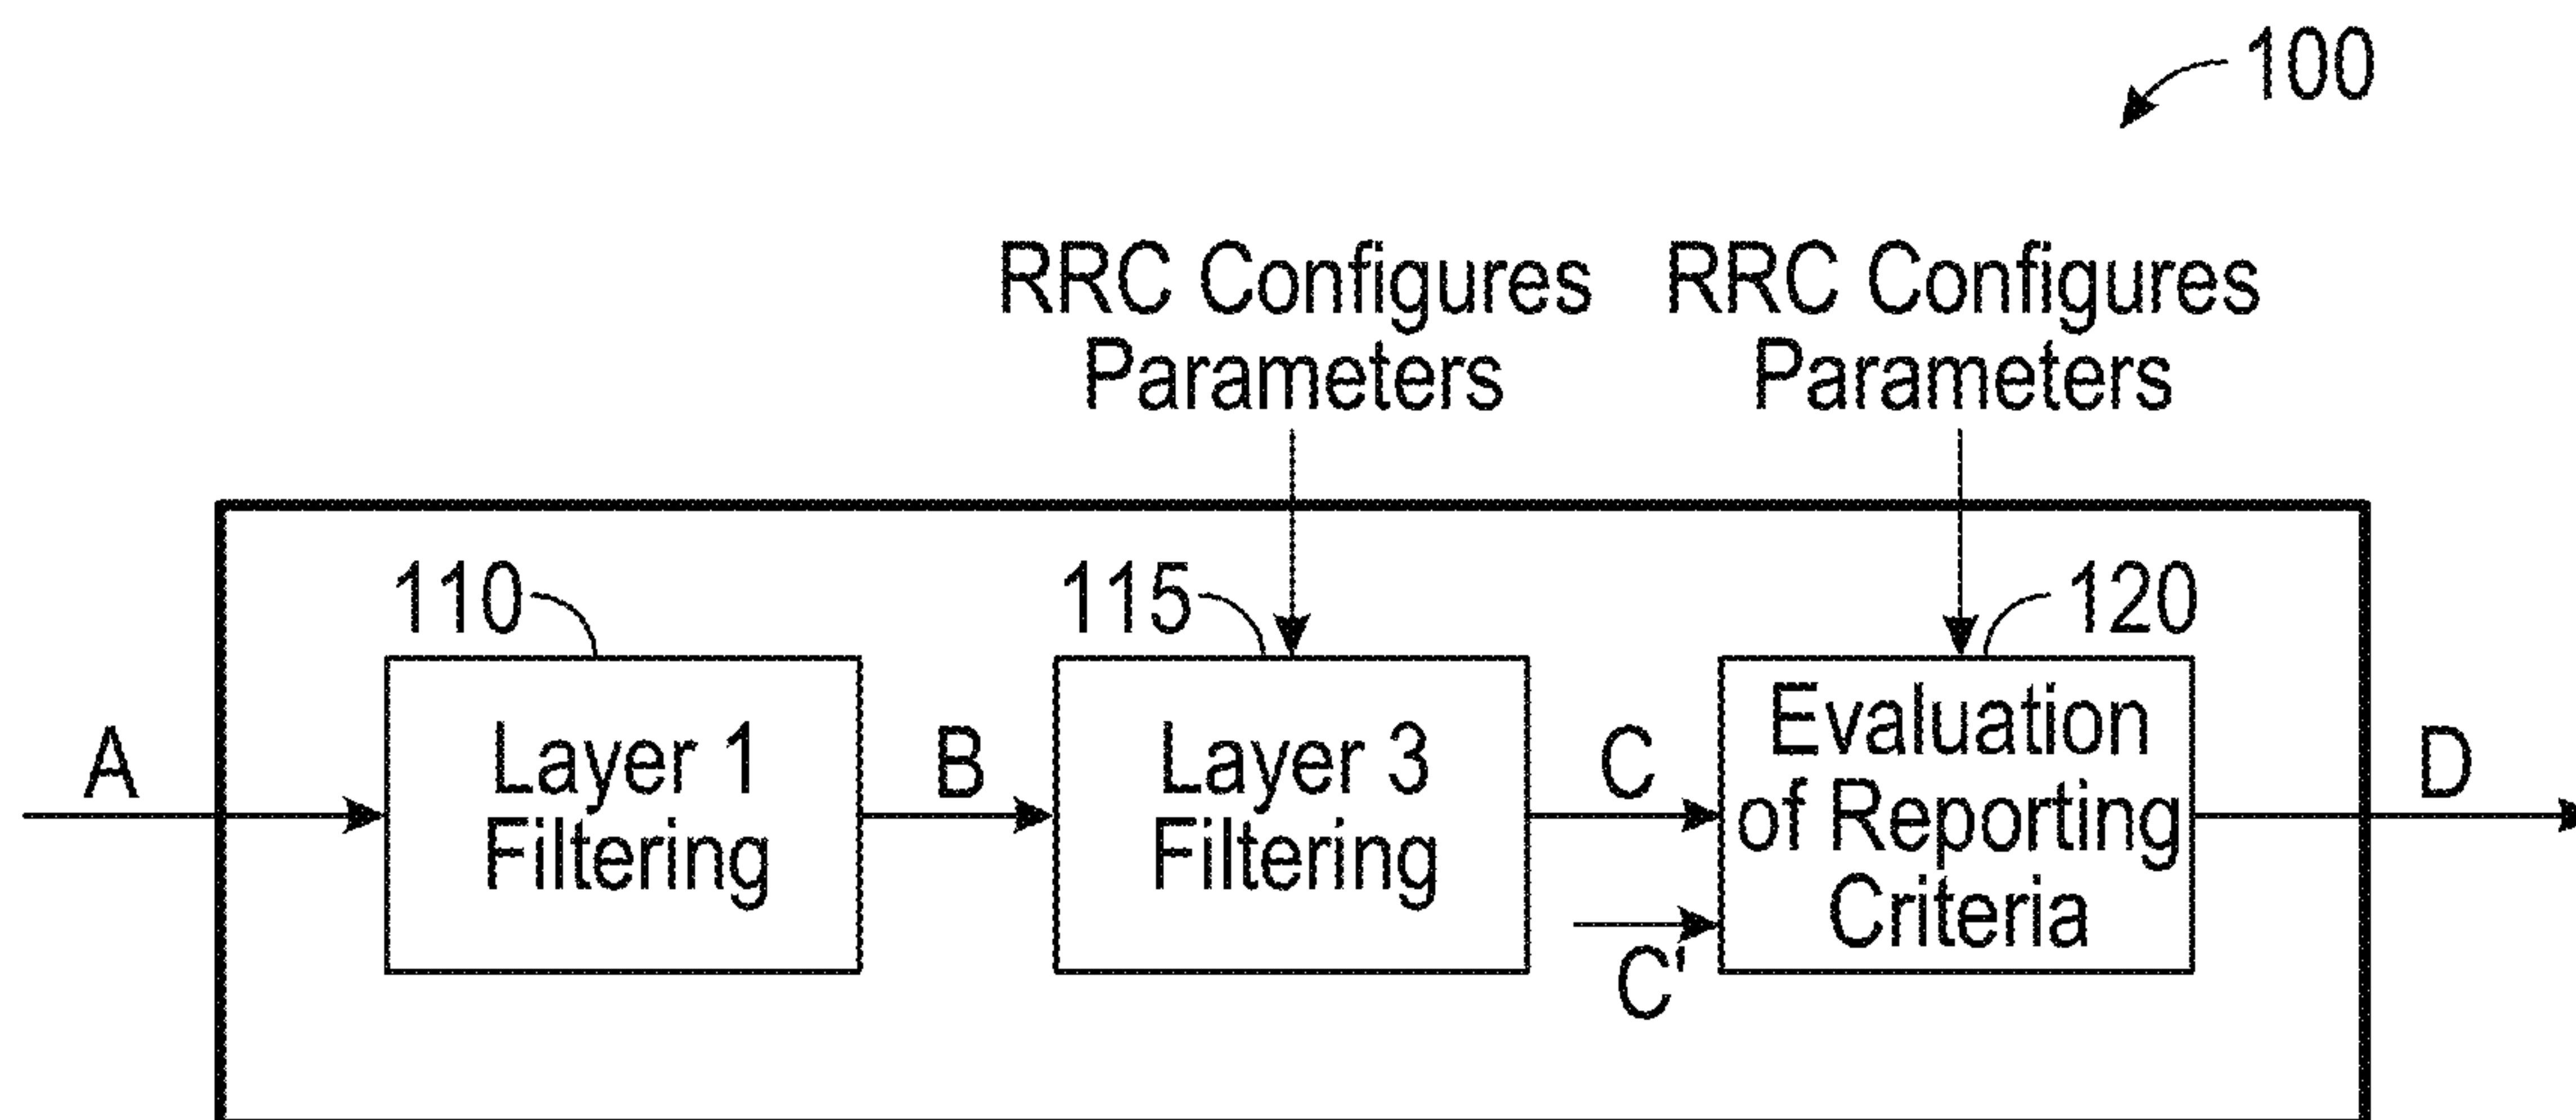 100
RRC Configures
Parameters
RRC Configures
Parameters
110
115
120
A
Layer 1
Filtering
B
Layer 3
Filtering
C
C'
Evaluation
of Reporting
Criteria
D